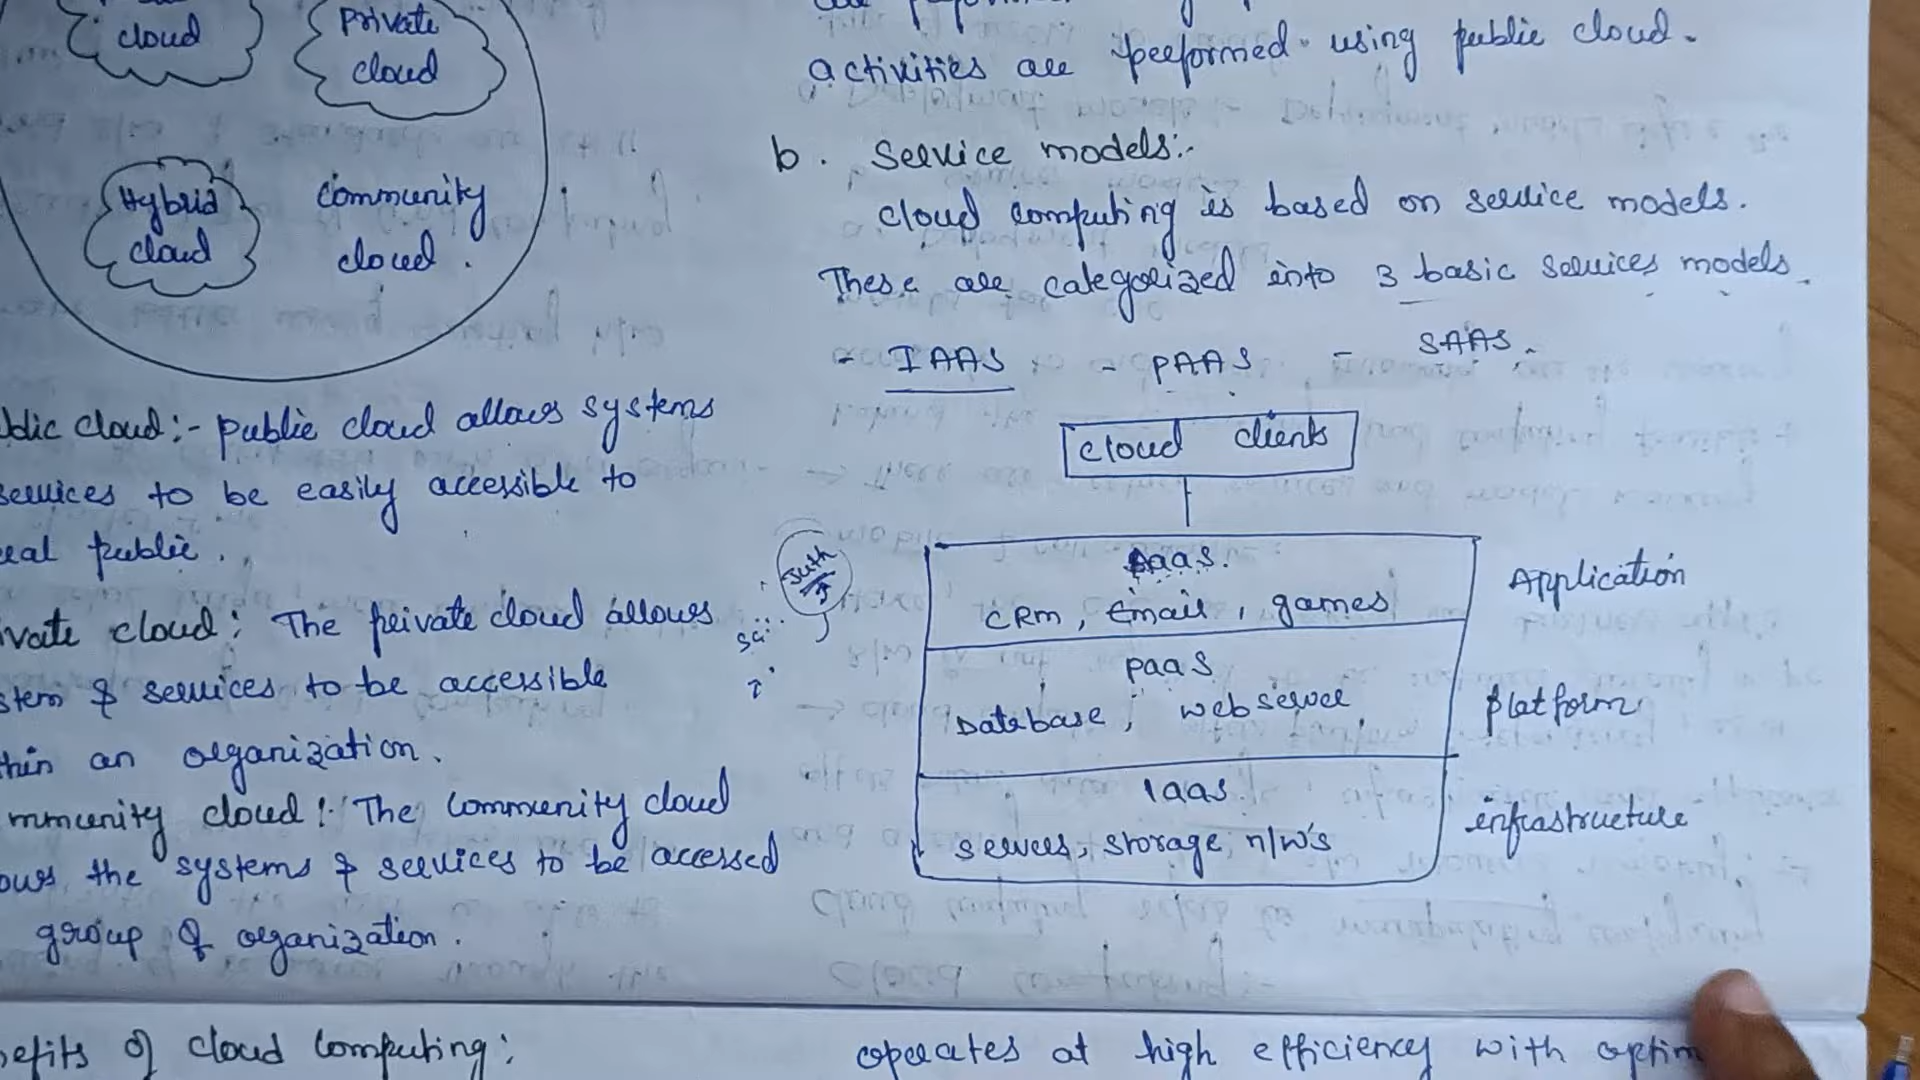 cloud
private
cloud
Hybrid
cloud
community
cloud.
blic cloud:- public cloud allows systems
services to be easily accessible to
eral public.
ivate cloud: The private cloud allows
stem & services to be accessible
thin an organization.
mmunity cloud:- The community cloud
ows the systems & services to be accessed
group of organization.
efits of cloud computing:
activities are performed using public cloud.
b. Service models:-
cloud computing is based on service models.
These are categorized into 3 basic services models.
- IAAS - PAAS - SAAS.
cloud clients
saas.
CRM, Email, games
Application
paas
Database, web server
platform
Iaas
servers, storage, n/w's
infrastructure
operates at high efficiency with optim